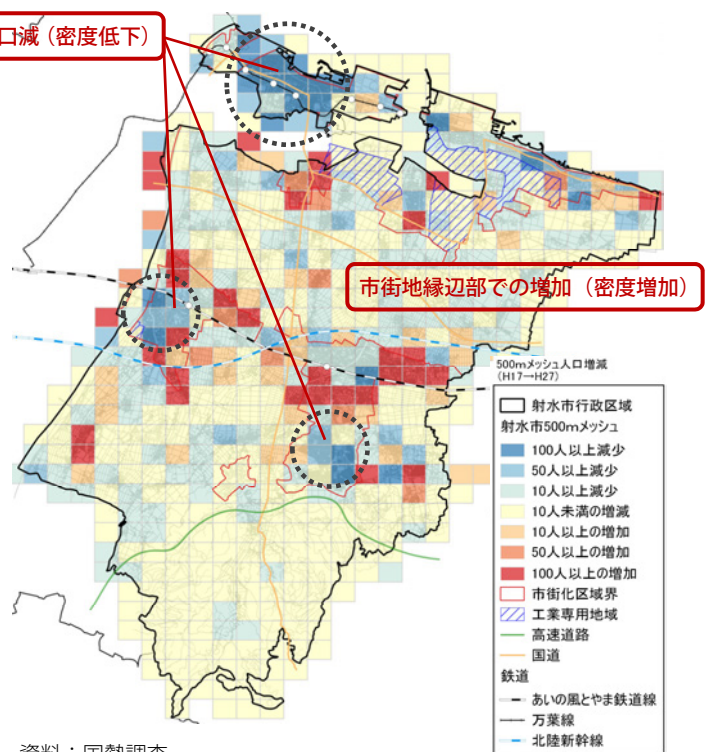 口減（密度低下）
市街地縁辺部での増加（密度増加）
500mメッシュ人口増減
（H17→H27）
射水市行政区域
射水市500mメッシュ
100人以上減少
50人以上減少
10人以上減少
10人未満の増減
10人以上の増加
50人以上の増加
100人以上の増加
市街化区域界
工業専用地域
高速道路
国道
鉄道
あいの風とやま鉄道線
万葉線
北陸新幹線
資料：国勢調査